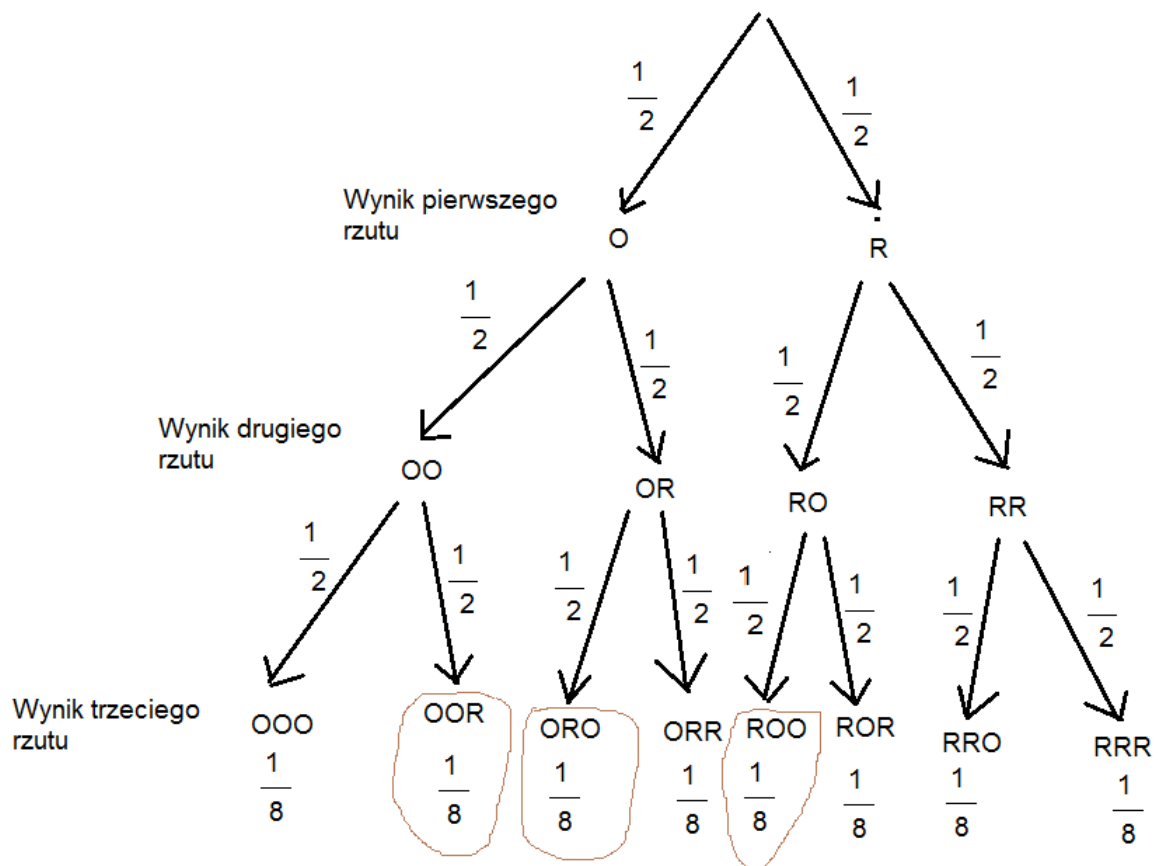 1/2 1/2
Wynik pierwszego
rzutu
O R
1/2 1/2 1/2 1/2
Wynik drugiego
rzutu
OO OR RO RR
1/2 1/2 1/2 1/2 1/2 1/2 1/2 1/2
Wynik trzeciego
rzutu
OOO OOR ORO ORR ROO ROR RRO RRR
1/8 1/8 1/8 1/8 1/8 1/8 1/8 1/8